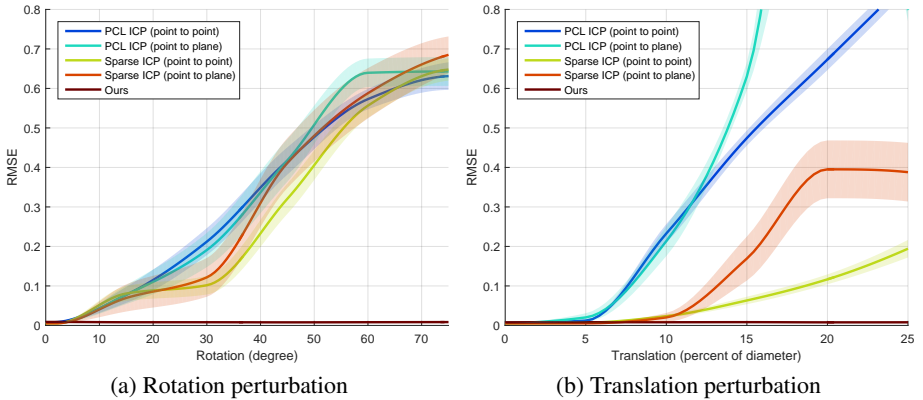 PCL ICP (point to point)
PCL ICP (point to plane)
Sparse ICP (point to point)
Sparse ICP (point to plane)
Ours
RMSE
0.8
0.7
0.6
0.5
0.4
0.3
0.2
0.1
0
0 10 20 30 40 50 60 70
Rotation (degree)
(a) Rotation perturbation
PCL ICP (point to point)
PCL ICP (point to plane)
Sparse ICP (point to point)
Sparse ICP (point to plane)
Ours
RMSE
0.8
0.7
0.6
0.5
0.4
0.3
0.2
0.1
0
0 5 10 15 20 25
Translation (percent of diameter)
(b) Translation perturbation